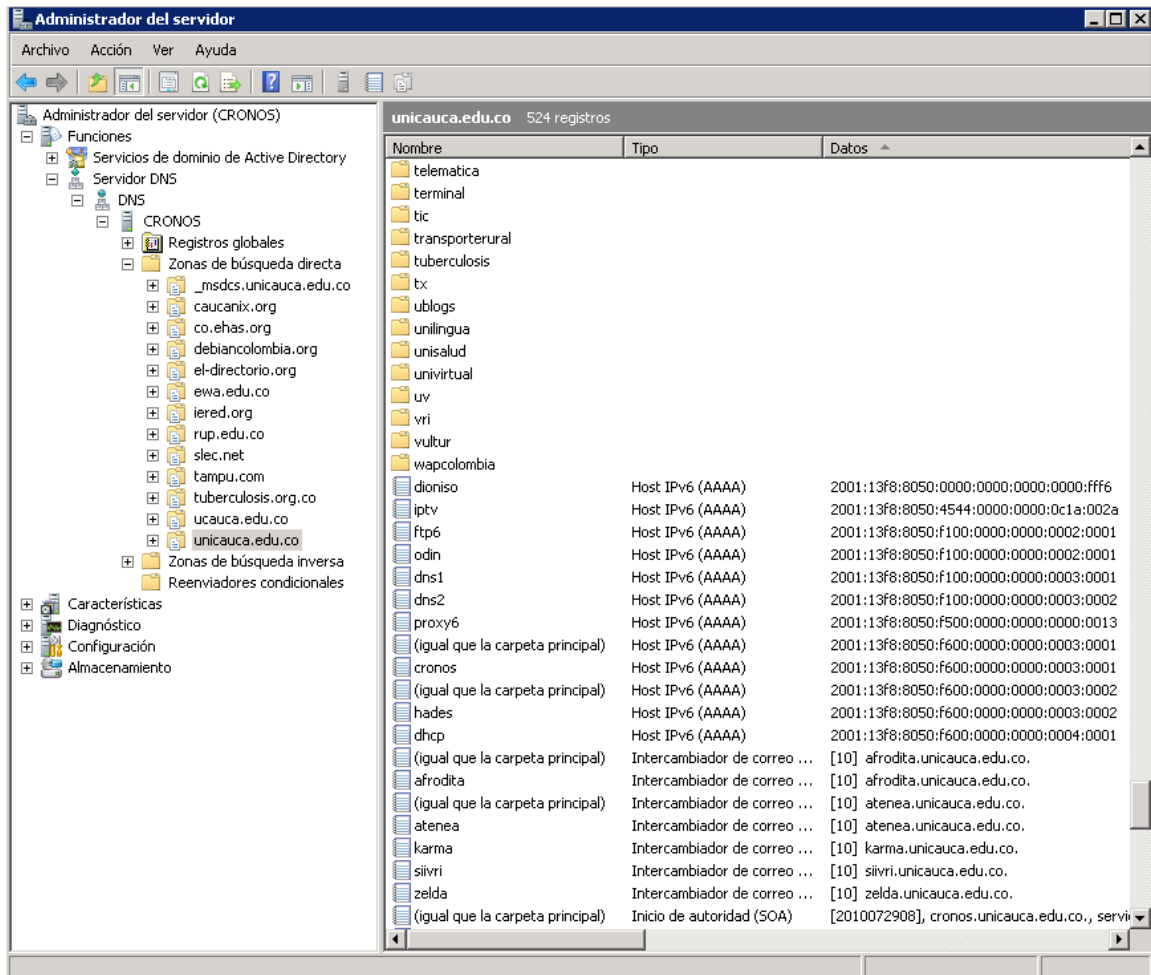 Administrador del servidor
Archivo Acción Ver Ayuda
Administrador del servidor (CRONOS)
Funciones
Servicios de dominio de Active Directory
Servidor DNS
DNS
CRONOS
Registros globales
Zonas de búsqueda directa
_msdcs.unicauca.edu.co
caucanix.org
co.ehas.org
debiancolombia.org
el-directorio.org
ewa.edu.co
iered.org
rup.edu.co
slec.net
tampu.com
tuberculosis.org.co
ucauca.edu.co
unicauca.edu.co
Zonas de búsqueda inversa
Reenviadores condicionales
Características
Diagnóstico
Configuración
Almacenamiento
unicauca.edu.co 524 registros
Nombre Tipo Datos
telematica
terminal
tic
transporterural
tuberculosis
tx
ublogs
unilingua
unisalud
univirtual
uv
vri
vultur
wapcolombia
dioniso Host IPv6 (AAAA) 2001:13f8:8050:0000:0000:0000:0000:fff6
iptv Host IPv6 (AAAA) 2001:13f8:8050:4544:0000:0000:0c1a:002a
ftp6 Host IPv6 (AAAA) 2001:13f8:8050:f100:0000:0000:0002:0001
odin Host IPv6 (AAAA) 2001:13f8:8050:f100:0000:0000:0002:0001
dns1 Host IPv6 (AAAA) 2001:13f8:8050:f100:0000:0000:0003:0001
dns2 Host IPv6 (AAAA) 2001:13f8:8050:f100:0000:0000:0003:0002
proxy6 Host IPv6 (AAAA) 2001:13f8:8050:f500:0000:0000:0000:0013
(igual que la carpeta principal) Host IPv6 (AAAA) 2001:13f8:8050:f600:0000:0000:0003:0001
cronos Host IPv6 (AAAA) 2001:13f8:8050:f600:0000:0000:0003:0001
(igual que la carpeta principal) Host IPv6 (AAAA) 2001:13f8:8050:f600:0000:0000:0003:0002
hades Host IPv6 (AAAA) 2001:13f8:8050:f600:0000:0000:0003:0002
dhcp Host IPv6 (AAAA) 2001:13f8:8050:f600:0000:0000:0004:0001
(igual que la carpeta principal) Intercambiador de correo ... [10] afrodita.unicauca.edu.co.
afrodita Intercambiador de correo ... [10] afrodita.unicauca.edu.co.
(igual que la carpeta principal) Intercambiador de correo ... [10] atenea.unicauca.edu.co.
atenea Intercambiador de correo ... [10] atenea.unicauca.edu.co.
karma Intercambiador de correo ... [10] karma.unicauca.edu.co.
siivri Intercambiador de correo ... [10] siivri.unicauca.edu.co.
zelda Intercambiador de correo ... [10] zelda.unicauca.edu.co.
(igual que la carpeta principal) Inicio de autoridad (SOA) [2010072908], cronos.unicauca.edu.co., servi